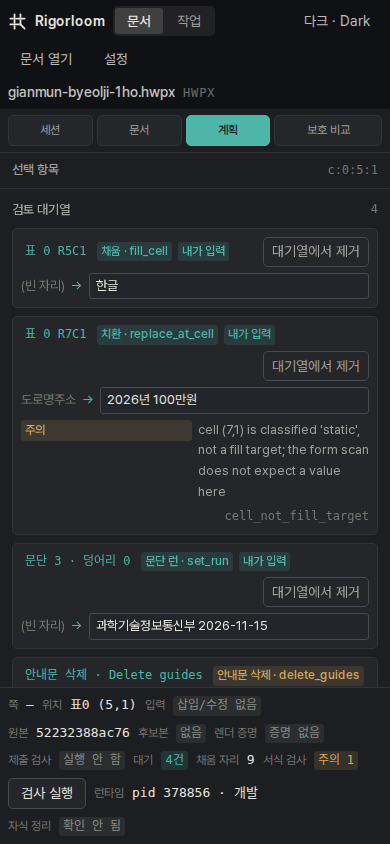 Rigorloom 문서 작업 다크 · Dark
문서 열기 설정
gianmun-byeolji-1ho.hwpx HWPX
세션 문서 계획 보호 비교
선택 항목 c:0:5:1
검토 대기열 4
표 0 R5C1 채움 · fill_cell 내가 입력 대기열에서 제거
(빈 자리) → 한글
표 0 R7C1 치환 · replace_at_cell 내가 입력
대기열에서 제거
도로명주소 → 2026년 100만원
주의 cell (7,1) is classified 'static',
not a fill target; the form scan
does not expect a value
here
cell_not_fill_target
문단 3 · 덩어리 0 문단 런 · set_run 내가 입력
대기열에서 제거
(빈 자리) → 과학기술정보통신부 2026-11-15
안내문 삭제 · Delete guides 안내문 삭제 · delete_guides
쪽 — 위치 표0 (5,1) 입력 삽입/수정 없음
원본 52232388ac76 후보본 없음 렌더 증명 증명 없음
제출 검사 실행 안 함 대기 4건 채움 자리 9 서식 검사 주의 1
검사 실행 런타임 pid 378856 · 개발
자식 정리 확인 안 됨